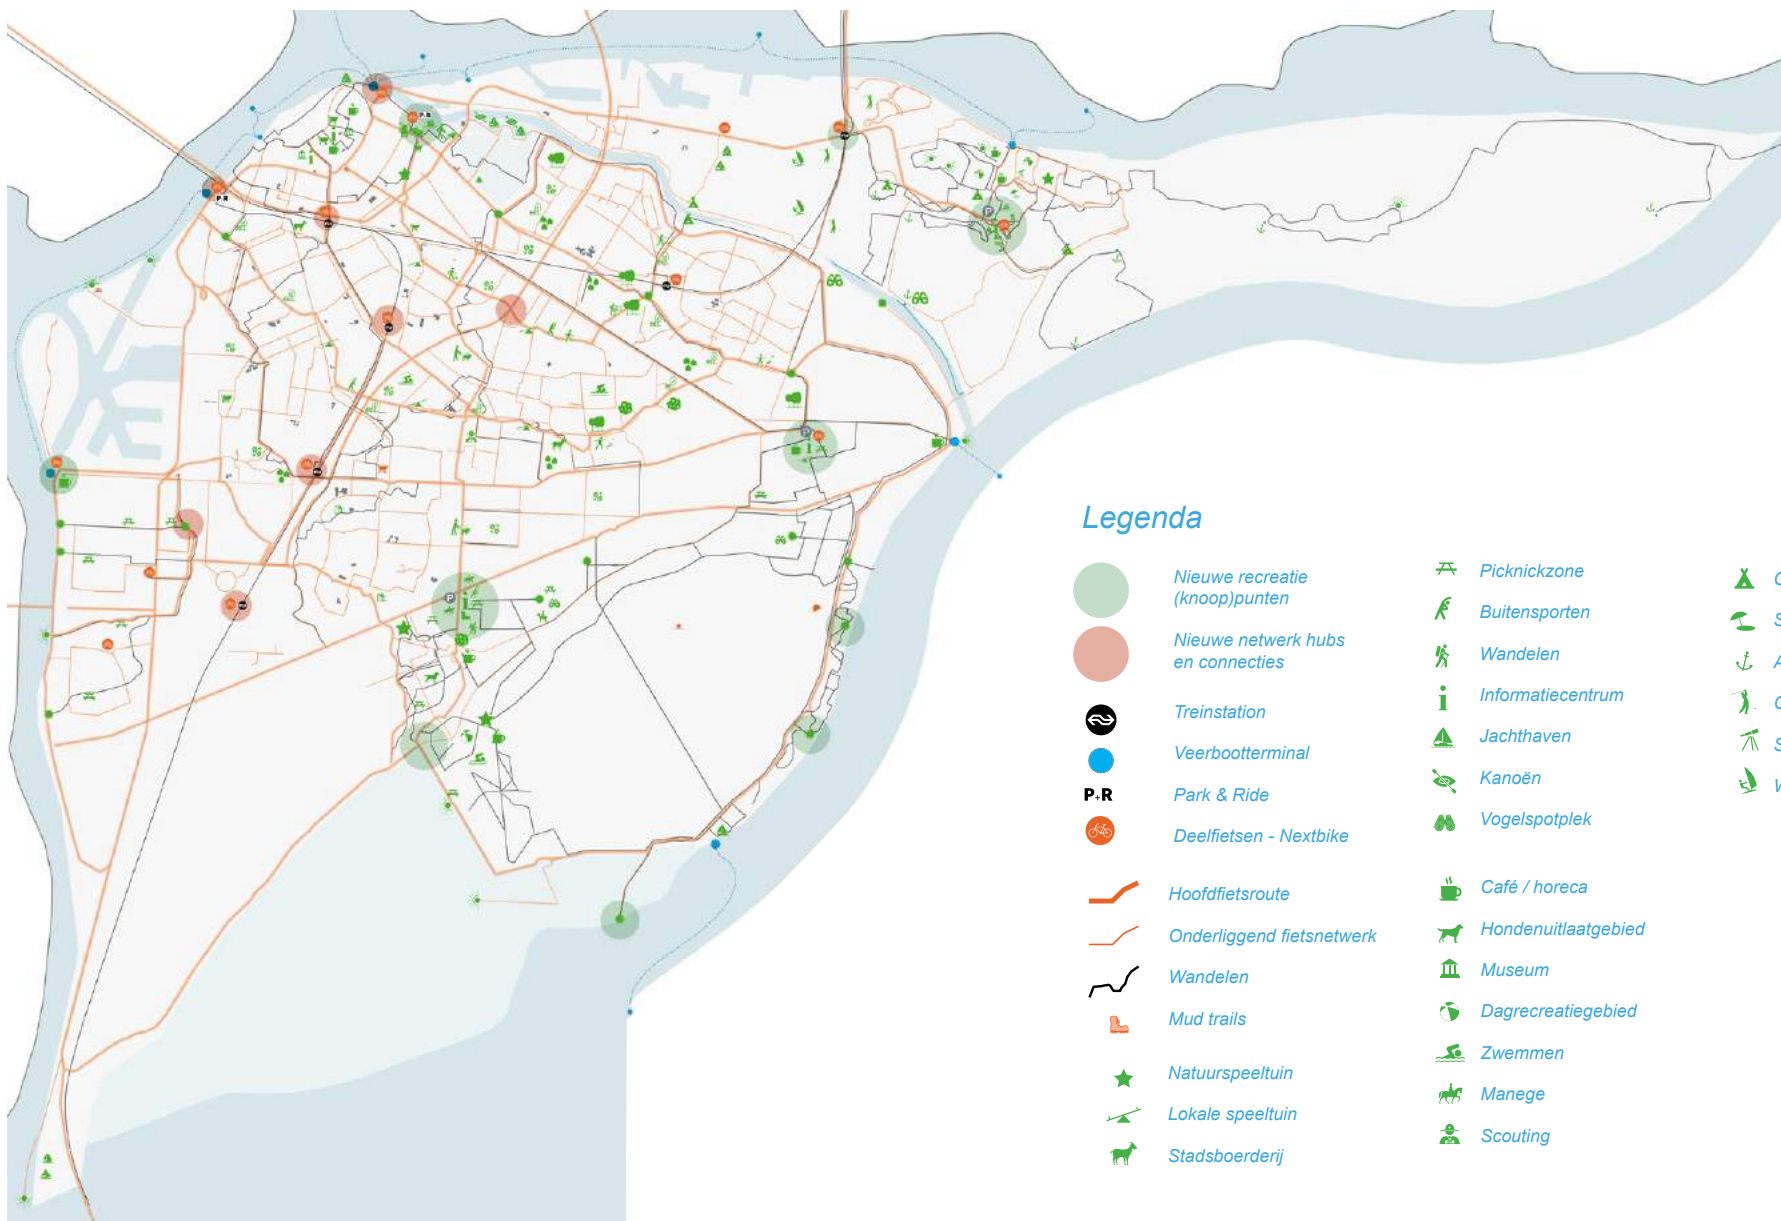 P+R
P+R
P
P
P
Legenda
Nieuwe recreatie
(knoop)punten
Nieuwe netwerk hubs
en connecties
Treinstation
Veerbootterminal
P+R Park & Ride
Deelfietsen - Nextbike
Hoofdfietsroute
Onderliggend fietsnetwerk
Wandelen
Mud trails
Natuurspeeltuin
Lokale speeltuin
Stadsboerderij
Picknickzone
Buitensporten
Wandelen
Informatiecentrum
Jachthaven
Kanoën
Vogelspotplek
Café / horeca
Hondenuitlaatgebied
Museum
Dagrecreatiegebied
Zwemmen
Manege
Scouting